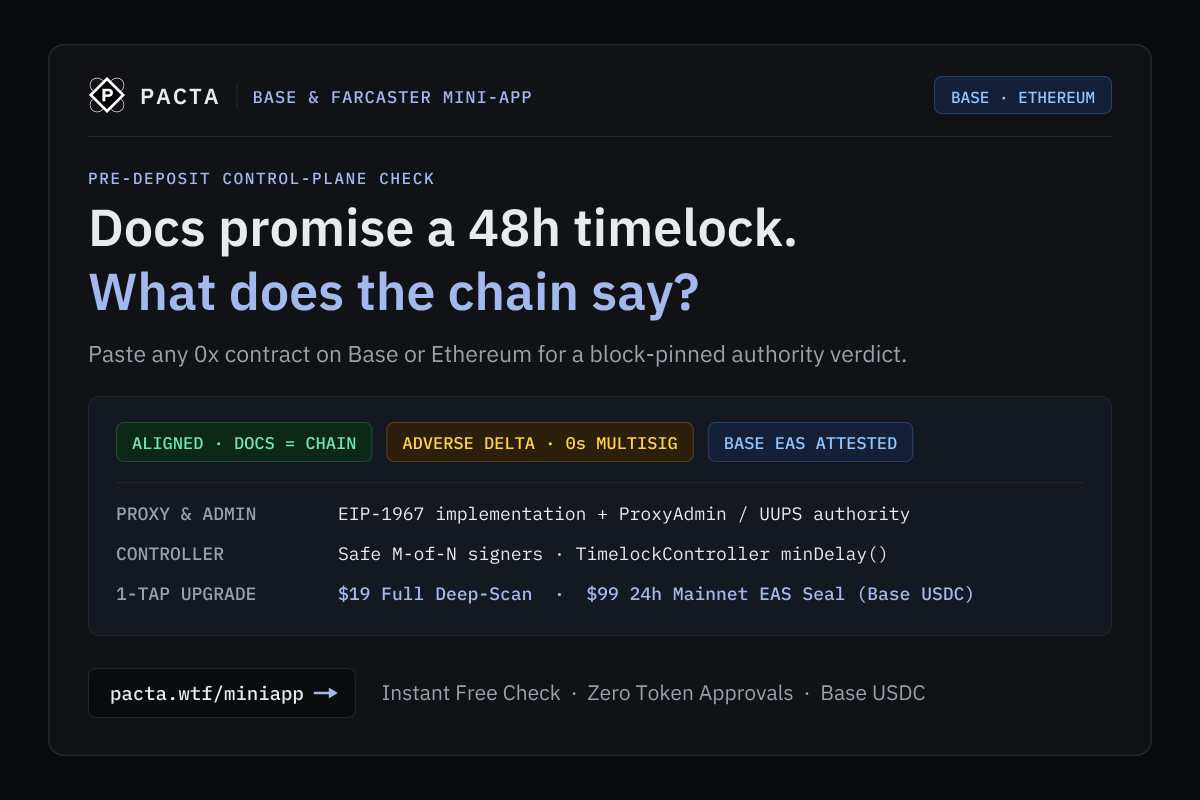 P PACTA BASE & FARCASTER MINI-APP BASE · ETHEREUM
PRE-DEPOSIT CONTROL-PLANE CHECK
Docs promise a 48h timelock.
What does the chain say?
Paste any 0x contract on Base or Ethereum for a block-pinned authority verdict.
ALIGNED · DOCS = CHAIN ADVERSE DELTA · 0s MULTISIG BASE EAS ATTESTED
PROXY & ADMIN EIP-1967 implementation + ProxyAdmin / UUPS authority
CONTROLLER Safe M-of-N signers · TimelockController minDelay()
1-TAP UPGRADE $19 Full Deep-Scan · $99 24h Mainnet EAS Seal (Base USDC)
pacta.wtf/miniapp → Instant Free Check · Zero Token Approvals · Base USDC